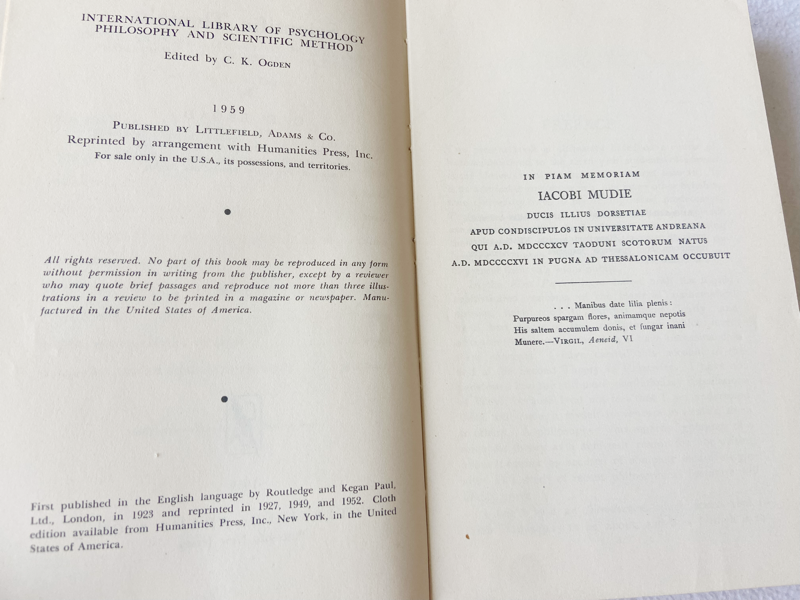 INTERNATIONAL LIBRARY OF PSYCHOLOGY
PHILOSOPHY AND SCIENTIFIC METHOD
Edited by C. K. OGDEN
1959
PUBLISHED BY LITTLEFIELD, ADAMS & CO.
Reprinted by arrangement with Humanities Press, Inc.
For sale only in the U.S.A., its possessions, and territories.
All rights reserved. No part of this book may be reproduced in any form
without permission in writing from the publisher, except by a reviewer
who may quote brief passages and reproduce not more than three illus-
trations in a review to be printed in a magazine or newspaper. Manu-
factured in the United States of America.
First published in the English language by Routledge and Kegan Paul,
Ltd., London, in 1923 and reprinted in 1927, 1949, and 1952. Cloth
edition available from Humanities Press, Inc., New York, in the United
States of America.
IN PIAM MEMORIAM
IACOBI MUDIE
DUCIS ILLIUS DORSETIAE
APUD CONDISCIPULOS IN UNIVERSITATE ANDREANA
QUI A.D. MDCCCXCV TAODUNI SCOTORUM NATUS
A.D. MDCCCCXVI IN PUGNA AD THESSALONICAM OCCUBUIT
. . . Manibus date lilia plenis :
Purpureos spargam flores, animamque nepotis
His saltem accumulem donis, et fungar inani
Munere.—VIRGIL, Aeneid, VI